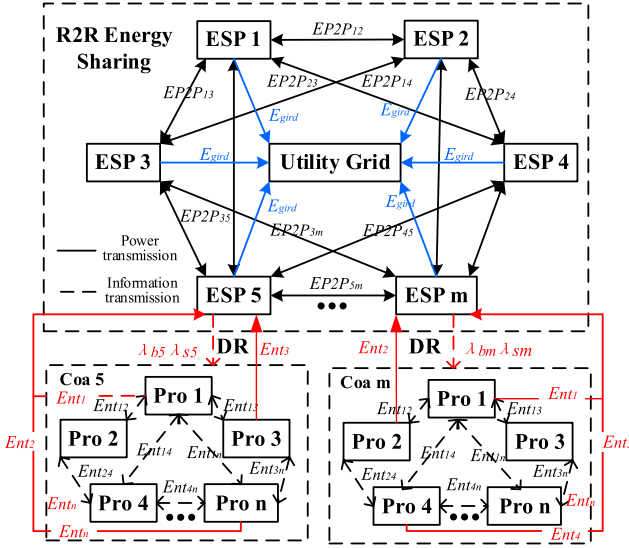 R2R Energy
Sharing
ESP 1
EP2P12
ESP 2
EP2P13
EP2P23
EP2P14
EP2P24
Egird
Egird
ESP 3
Egird
Utility Grid
Egird
ESP 4
Egird
Egird
EP2P35
EP2P3m
EP2P45
Power
transmission
Information
transmission
ESP 5
EP2P5m
•••
ESP m
λb5 λs5
DR
Ent3
Ent2
DR
λbm λsm
Coa 5
Ent1
Pro 1
Ent12
Ent13
Pro 2
Pro 3
Ent2
Ent14
Ent24
Ent3n
Ent4n
Entn
Pro 4
•••
Pro n
Entn
Coa m
Pro 1
Ent1
Ent12
Ent13
Pro 2
Pro 3
Ent14
Ent1n
Ent24
Ent3n
Ent4n
Entn
Pro 4
•••
Pro n
Ent4